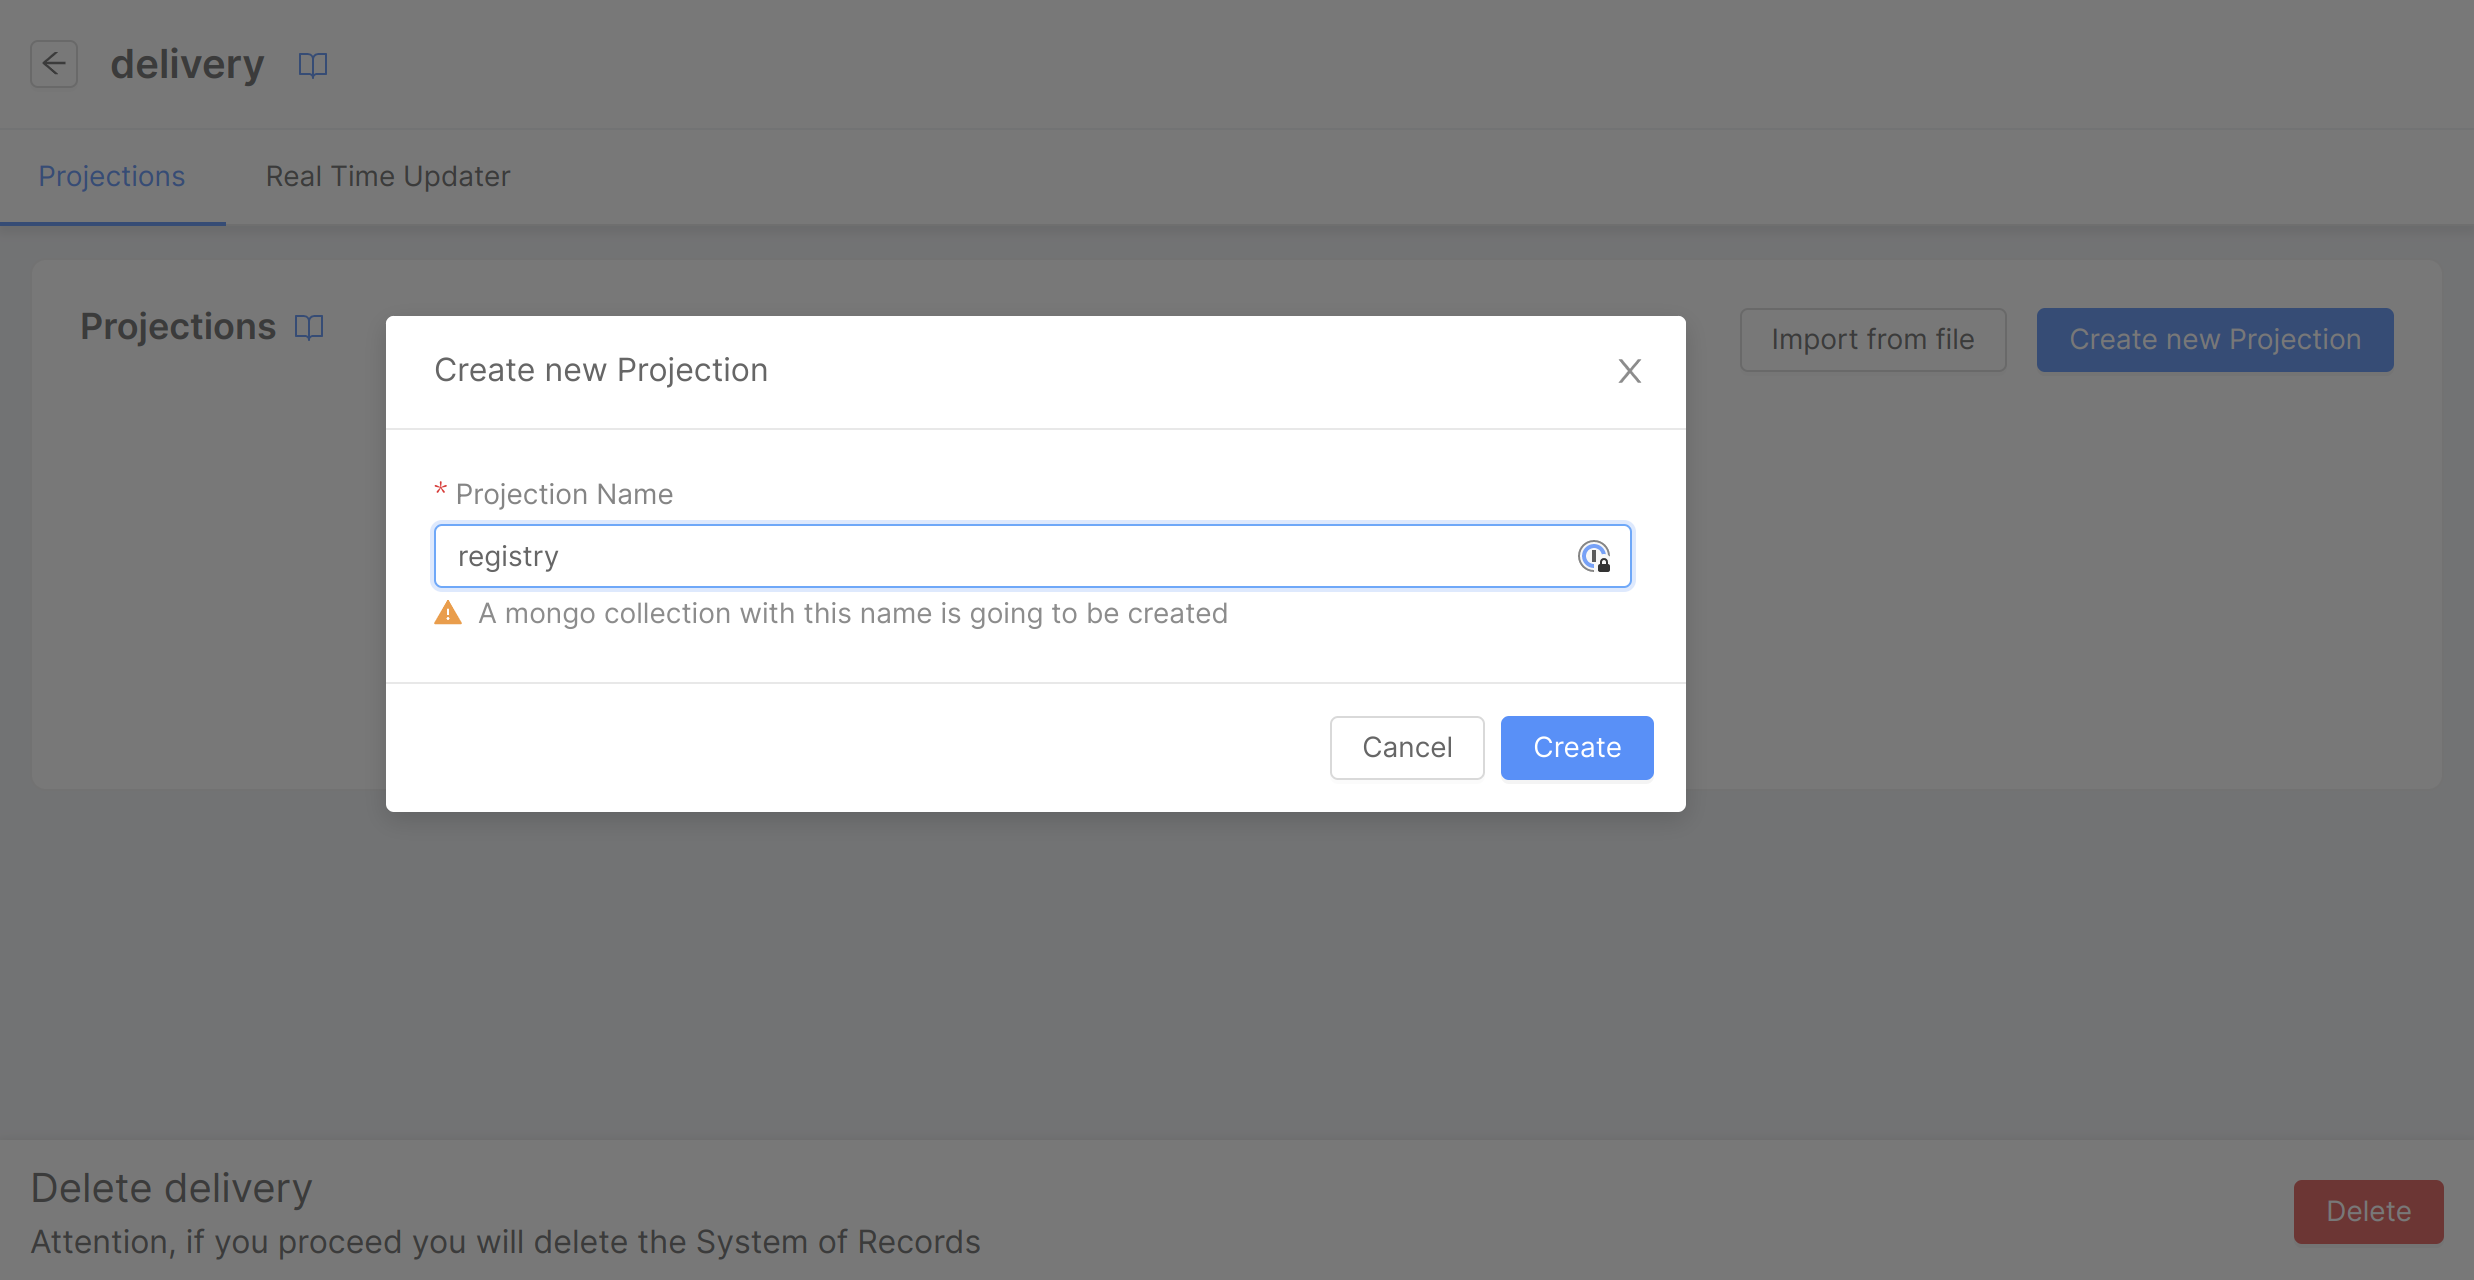 delivery
Projections
Real Time Updater
Projections
Import from file
Create new Projection
Create new Projection
* Projection Name
registry
A mongo collection with this name is going to be created
Cancel
Create
Delete delivery
Attention, if you proceed you will delete the System of Records
Delete